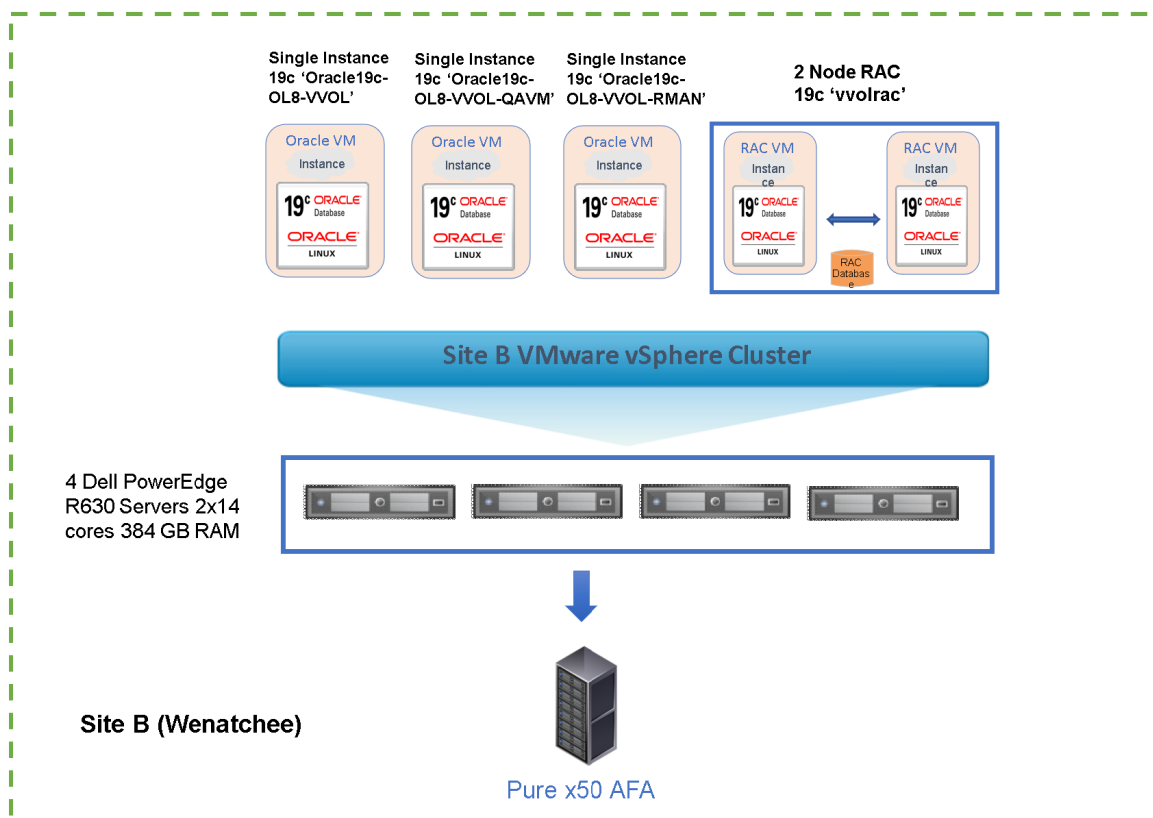 Single Instance
19c ‘Oracle19c-
OL8-VVOL’
Single Instance
19c ‘Oracle19c-
OL8-VVOL-QAVM’
Single Instance
19c ‘Oracle19c-
OL8-VVOL-RMAN’
2 Node RAC
19c ‘vvolrac’
Oracle VM
Instance
19c ORACLE
Database
ORACLE
LINUX
Oracle VM
Instance
19c ORACLE
Database
ORACLE
LINUX
Oracle VM
Instance
19c ORACLE
Database
ORACLE
LINUX
RAC VM
Instan
ce
19c ORACLE
Database
ORACLE
LINUX
RAC
Databas
e
RAC VM
Instan
ce
19c ORACLE
Database
ORACLE
LINUX
Site B VMware vSphere Cluster
4 Dell PowerEdge
R630 Servers 2x14
cores 384 GB RAM
Site B (Wenatchee)
Pure x50 AFA